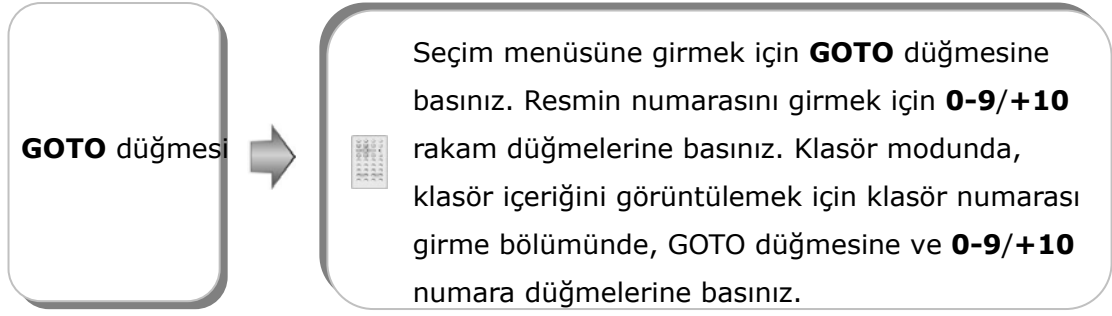 GOTO düğmesi
Seçim menüsüne girmek için GOTO düğmesine
basınız. Resmin numarasını girmek için 0-9/+10
rakam düğmelerine basınız. Klasör modunda,
klasör içeriğini görüntülemek için klasör numarası
girme bölümünde, GOTO düğmesine ve 0-9/+10
numara düğmelerine basınız.